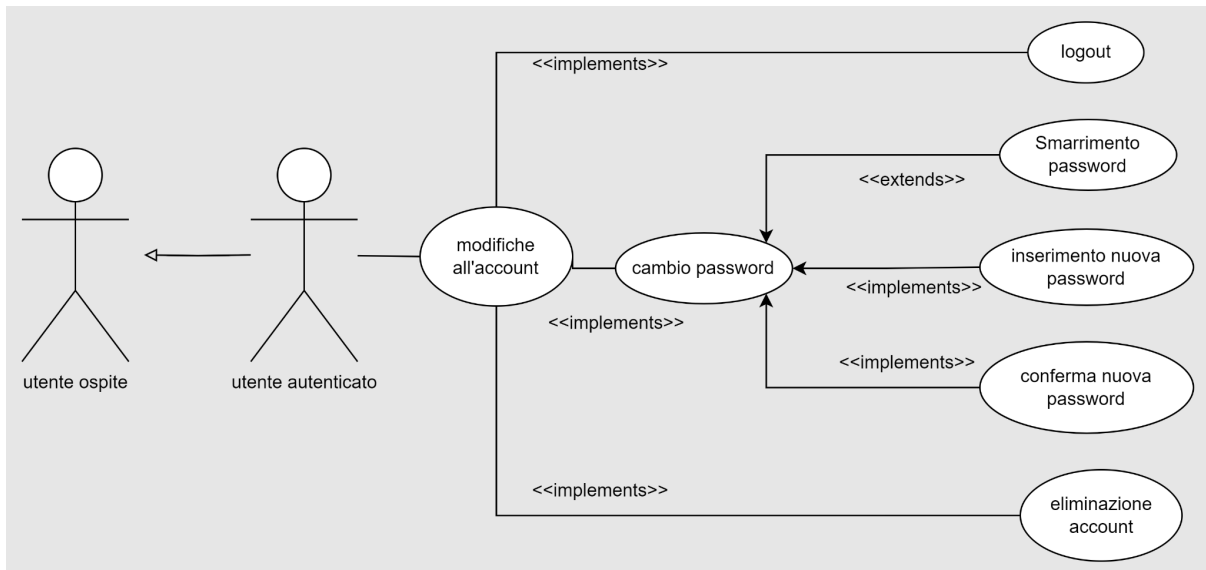 logout
<<implements>>
Smarrimento
password
<<extends>>
modifiche
all'account
cambio password
inserimento nuova
password
<<implements>>
<<implements>>
<<implements>>
conferma nuova
password
utente ospite
utente autenticato
<<implements>>
eliminazione
account